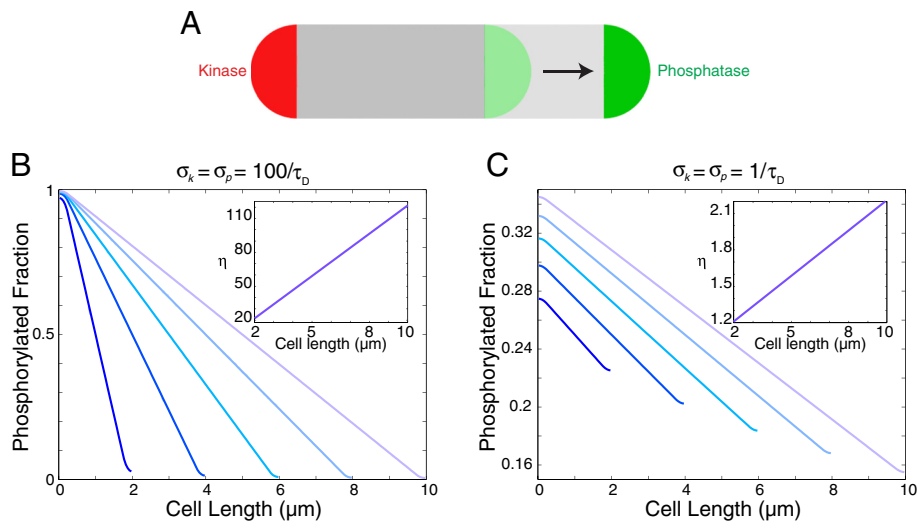 A
Kinase
Phosphatase
B
σk = σp = 100/τD
Phosphorylated Fraction
1
0.5
0
0 2 4 6 8 10
Cell Length (μm)
η
110
80
50
20
2 5 8 10
Cell length (μm)
C
σk = σp = 1/τD
Phosphorylated Fraction
0.32
0.28
0.24
0.2
0.16
0 2 4 6 8 10
Cell Length (μm)
η
2.1
1.8
1.5
1.2
2 5 8 10
Cell length (μm)